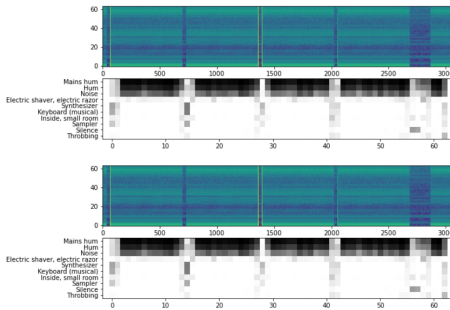 60
40
20
0
0 500 1000 1500 2000 2500 300
Mains hum
Hum
Noise
Electric shaver, electric razor
Synthesizer
Keyboard (musical)
Inside, small room
Sampler
Silence
Throbbing
0 10 20 30 40 50 60
60
40
20
0
0 500 1000 1500 2000 2500 300
Mains hum
Hum
Noise
Electric shaver, electric razor
Synthesizer
Keyboard (musical)
Inside, small room
Sampler
Silence
Throbbing
0 10 20 30 40 50 60